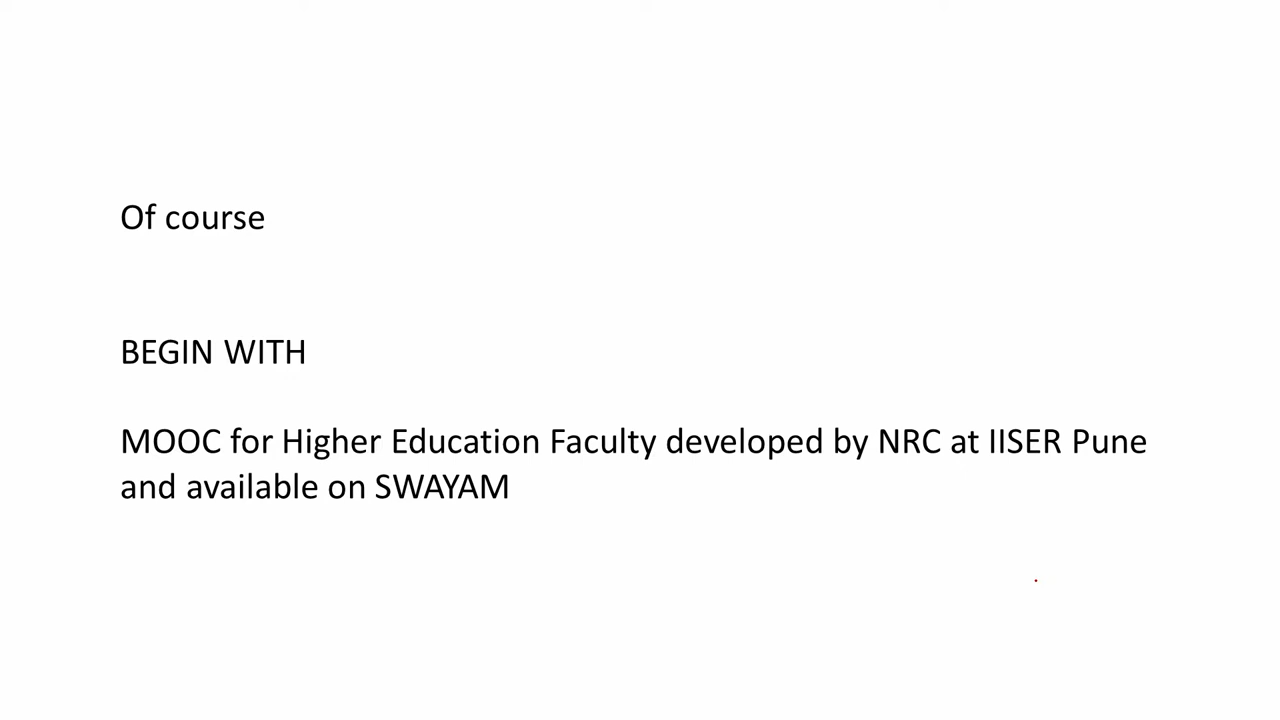 Of course
BEGIN WITH
MOOC for Higher Education Faculty developed by NRC at IISER Pune
and available on SWAYAM